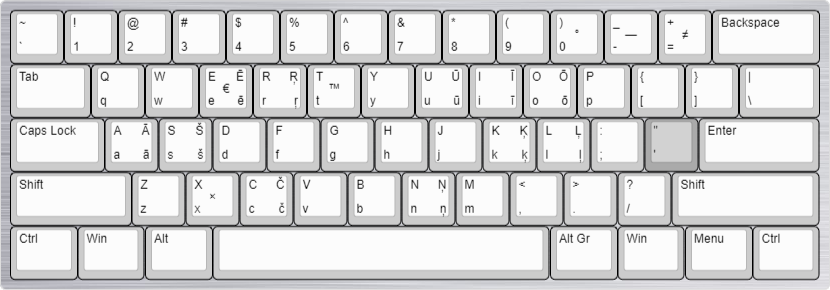 ~ ! @ # $ % ^ & * ( ) _ + Backspace
° — ≠
` 1 2 3 4 5 6 7 8 9 0 - =
Tab Q W E Ē R Ŗ T Y U Ū I Ī O Ō P { } |
€ ™
q w e ē r ŗ t y u ū i ī o ō p [ ] \
Caps Lock A Ā S Š D F G H J K Ķ L Ļ : " Enter
a ā s š d f g h j k ķ l ļ ; '
Shift Z X C Č V B N Ņ M < > ? Shift
×
z x c č v b n ņ m , . /
Ctrl Win Alt Alt Gr Win Menu Ctrl